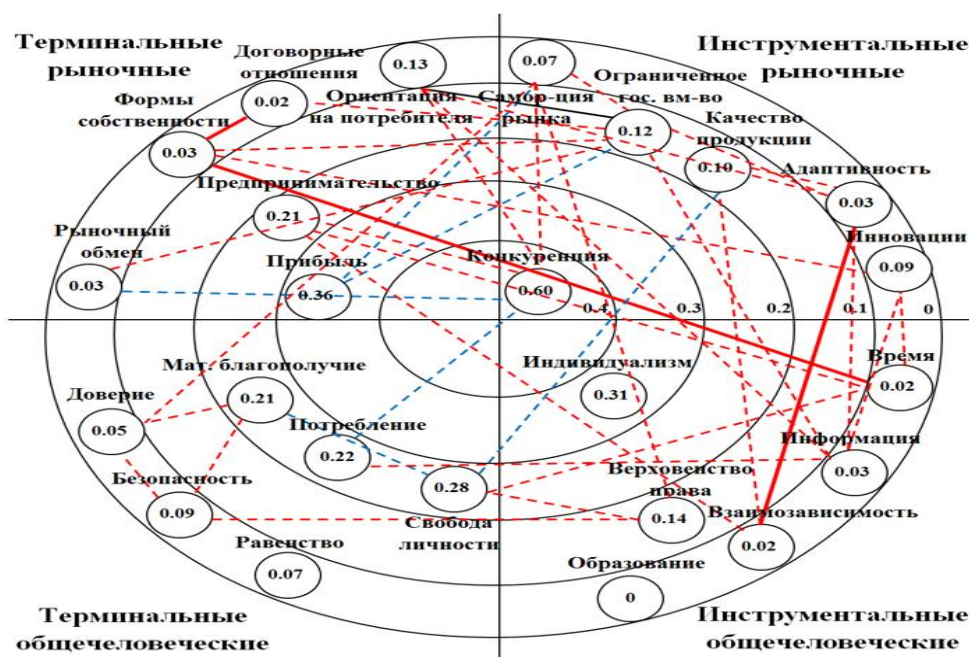 Терминальные
рыночные
Договорные
отношения
0.13
0.07
Инструментальные
рыночные
Формы
собственности
0.02
Ориентация
на потребителя
Самор-ция
рынка
Ограниченное
гос. вм-во
0.12
Качество
продукции
0.10
0.03
Предпринимательство
0.21
Адаптивность
0.03
Рыночный
обмен
0.03
Прибыль
0.36
Конкуренция
0.60
Инновации
0.09
0.4
0.3
0.2
0.1
0
Мат. благополучие
0.21
Индивидуализм
0.31
Время
0.02
Доверие
0.05
Потребление
0.22
Информация
0.03
Безопасность
0.09
0.28
Свобода
личности
Верховенство
права
0.14
Взаимозависимость
0.02
Равенство
0.07
Образование
0
Терминальные
общечеловеческие
Инструментальные
общечеловеческие